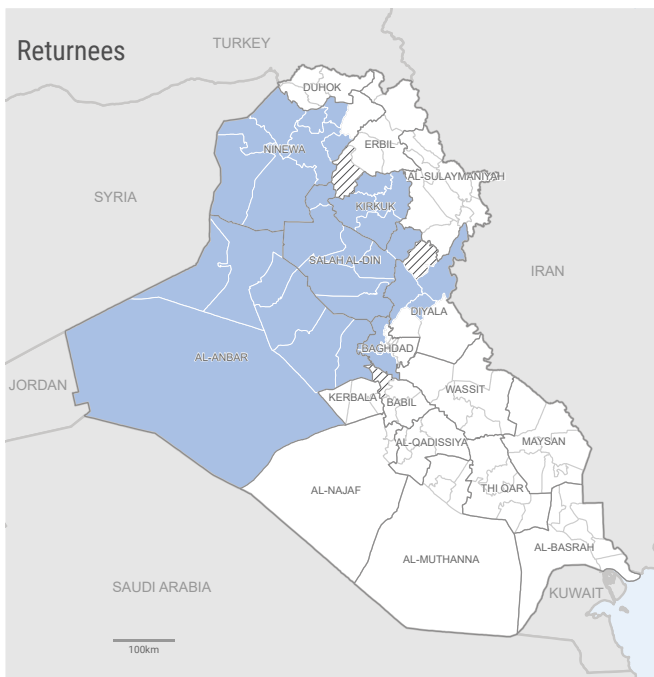 Returnees
TURKEY
DUHOK
NINEWA
ERBIL
AL-SULAYMANIYAH
SYRIA
KIRKUK
SALAH AL-DIN
IRAN
DIYALA
BAGHDAD
AL-ANBAR
JORDAN
KERBALA
BABIL
WASSIT
AL-QADISSIYA
MAYSAN
AL-NAJAF
THI QAR
AL-MUTHANNA
AL-BASRAH
SAUDI ARABIA
KUWAIT
100km